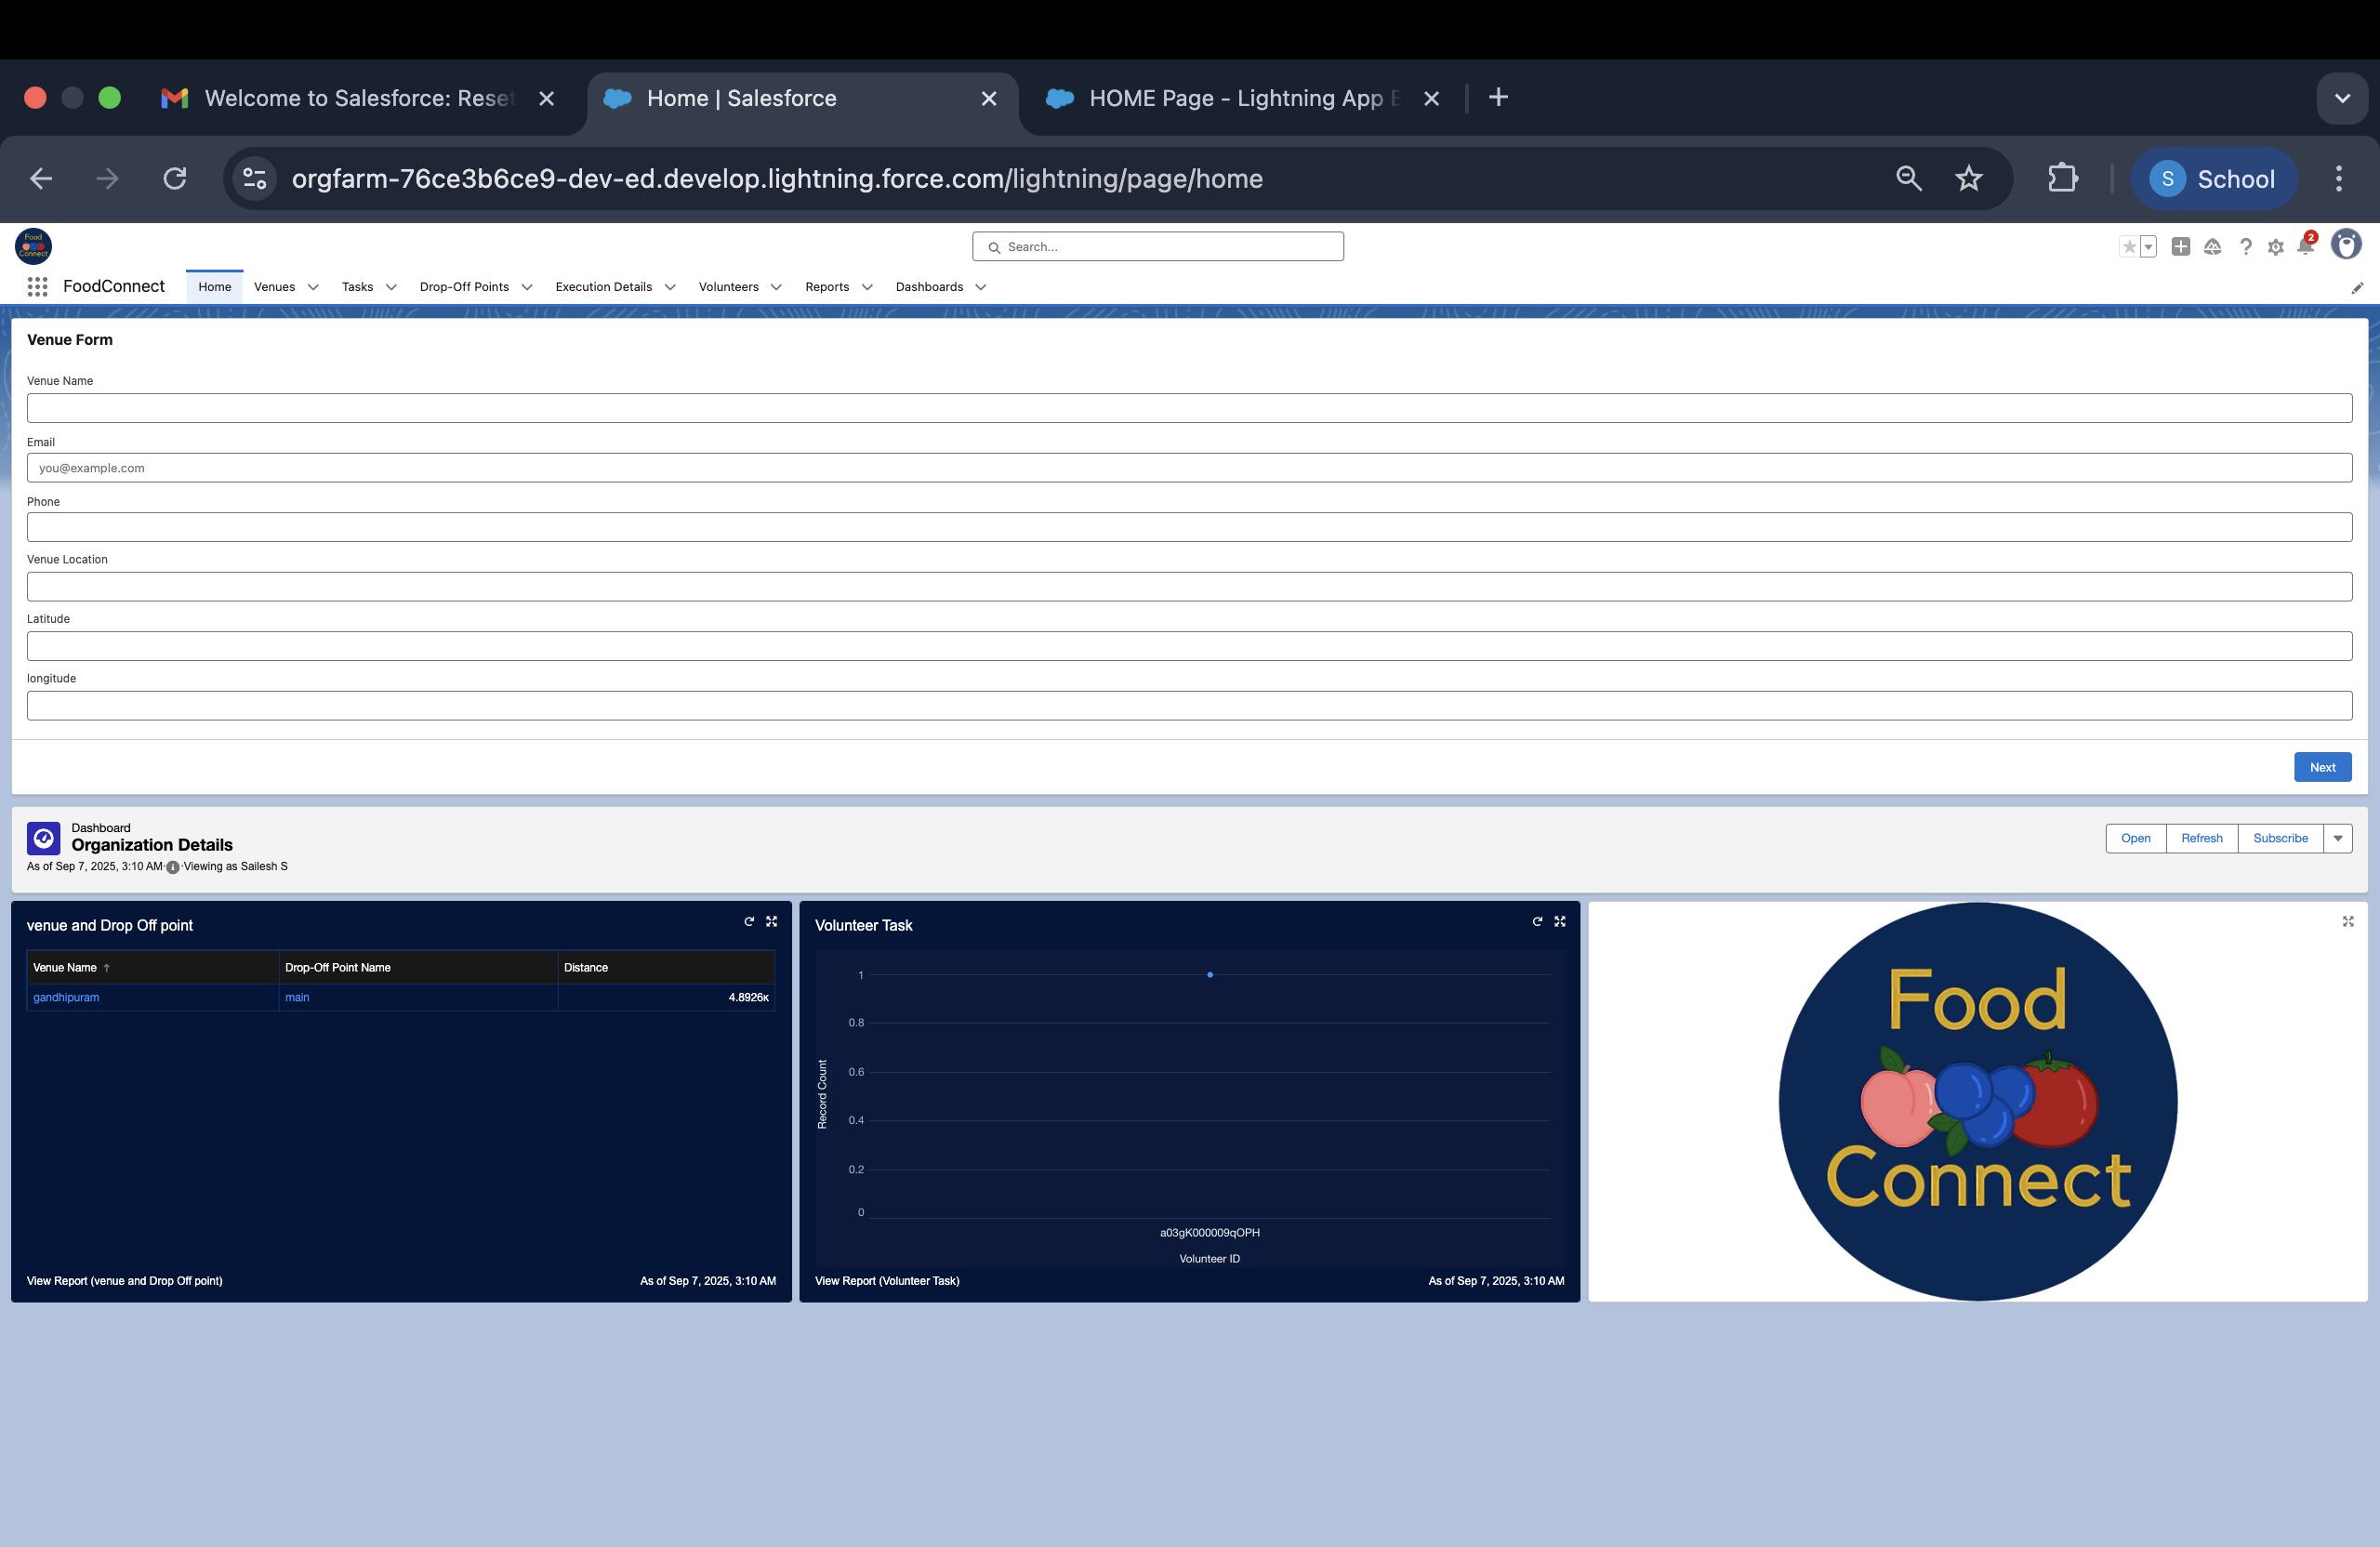 Welcome to Salesforce: Reset
Home | Salesforce
HOME Page - Lightning App B
orgfarm-76ce3b6ce9-dev-ed.develop.lightning.force.com/lightning/page/home
S School
Food
Connect
Search...
2
FoodConnect
Home Venues Tasks Drop-Off Points Execution Details Volunteers Reports Dashboards
Venue Form
Venue Name
Email
you@example.com
Phone
Venue Location
Latitude
longitude
Next
Dashboard
Organization Details
As of Sep 7, 2025, 3:10 AM·Viewing as Sailesh S
Open Refresh Subscribe
venue and Drop Off point
Venue Name ↑ Drop-Off Point Name Distance
gandhipuram main 4.8926K
View Report (venue and Drop Off point) As of Sep 7, 2025, 3:10 AM
Volunteer Task
Record Count
1
0.8
0.6
0.4
0.2
0
a03gK000009qOPH
Volunteer ID
View Report (Volunteer Task) As of Sep 7, 2025, 3:10 AM
Food
Connect